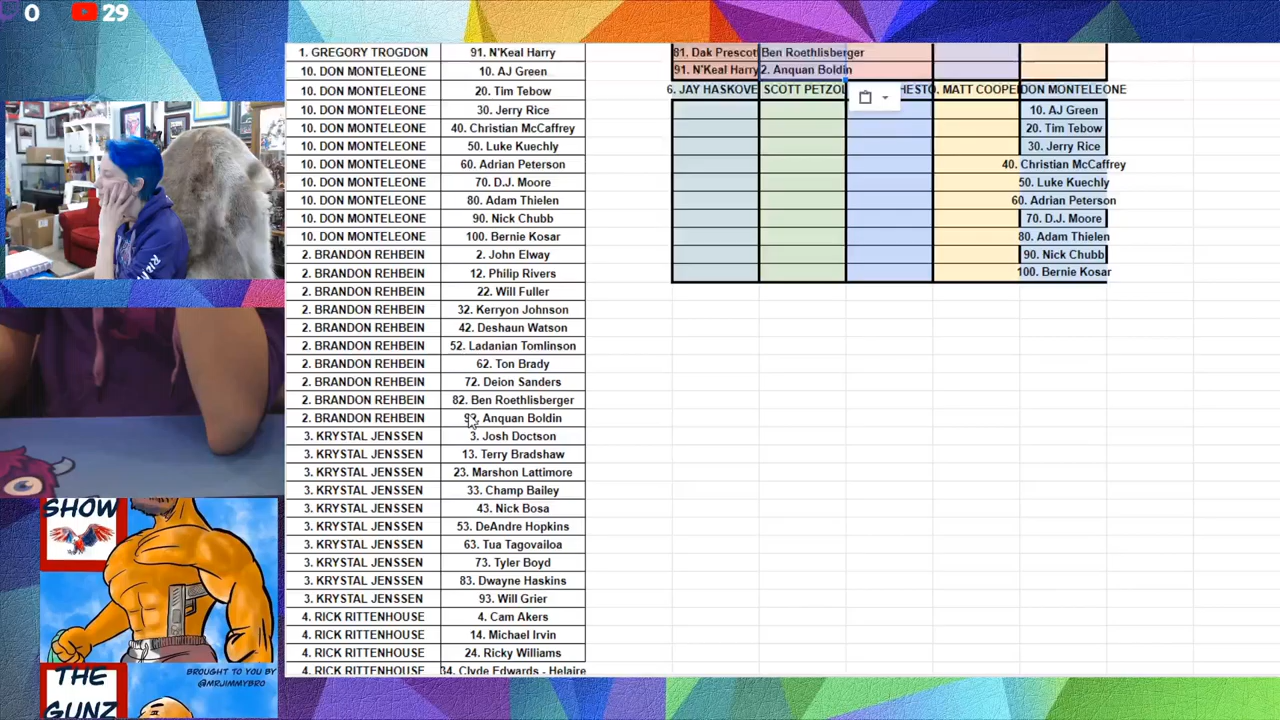 0 29
1. GREGORY TROGDON 91. N'Keal Harry
10. DON MONTELEONE 10. AJ Green
10. DON MONTELEONE 20. Tim Tebow
10. DON MONTELEONE 30. Jerry Rice
10. DON MONTELEONE 40. Christian McCaffrey
10. DON MONTELEONE 50. Luke Kuechly
10. DON MONTELEONE 60. Adrian Peterson
10. DON MONTELEONE 70. D.J. Moore
10. DON MONTELEONE 80. Adam Thielen
10. DON MONTELEONE 90. Nick Chubb
10. DON MONTELEONE 100. Bernie Kosar
2. BRANDON REHBEIN 2. John Elway
2. BRANDON REHBEIN 12. Philip Rivers
2. BRANDON REHBEIN 22. Will Fuller
2. BRANDON REHBEIN 32. Kerryon Johnson
2. BRANDON REHBEIN 42. Deshaun Watson
2. BRANDON REHBEIN 52. Ladanian Tomlinson
2. BRANDON REHBEIN 62. Ton Brady
2. BRANDON REHBEIN 72. Deion Sanders
2. BRANDON REHBEIN 82. Ben Roethlisberger
2. BRANDON REHBEIN Anquan Boldin
3. KRYSTAL JENSSEN 3. Josh Doctson
3. KRYSTAL JENSSEN 13. Terry Bradshaw
3. KRYSTAL JENSSEN 23. Marshon Lattimore
3. KRYSTAL JENSSEN 33. Champ Bailey
3. KRYSTAL JENSSEN 43. Nick Bosa
3. KRYSTAL JENSSEN 53. DeAndre Hopkins
3. KRYSTAL JENSSEN 63. Tua Tagovailoa
3. KRYSTAL JENSSEN 73. Tyler Boyd
3. KRYSTAL JENSSEN 83. Dwayne Haskins
3. KRYSTAL JENSSEN 93. Will Grier
4. RICK RITTENHOUSE 4. Cam Akers
4. RICK RITTENHOUSE 14. Michael Irvin
4. RICK RITTENHOUSE 24. Ricky Williams
4. RICK RITTENHOUSE 34. Clyde Edwards - Helaire
81. Dak Prescot Ben Roethlisberger
91. N'Keal Harry 2. Anquan Boldin
6. JAY HASKOVE SCOTT PETZOL HESTO . MATT COOPE DON MONTELEONE
10. AJ Green
20. Tim Tebow
30. Jerry Rice
40. Christian McCaffrey
50. Luke Kuechly
60. Adrian Peterson
70. D.J. Moore
80. Adam Thielen
90. Nick Chubb
100. Bernie Kosar
SHOW
BROUGHT TO YOU BY
@MRJIMMYBRO
THE
GUNZ